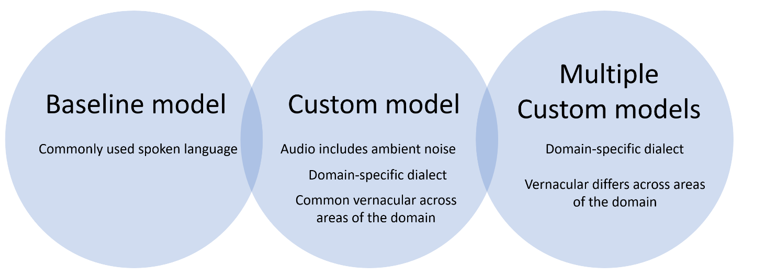 Baseline model
Commonly used spoken language
Custom model
Audio includes ambient noise
Domain-specific dialect
Common vernacular across
areas of the domain
Multiple
Custom models
Domain-specific dialect
Vernacular differs across areas
of the domain